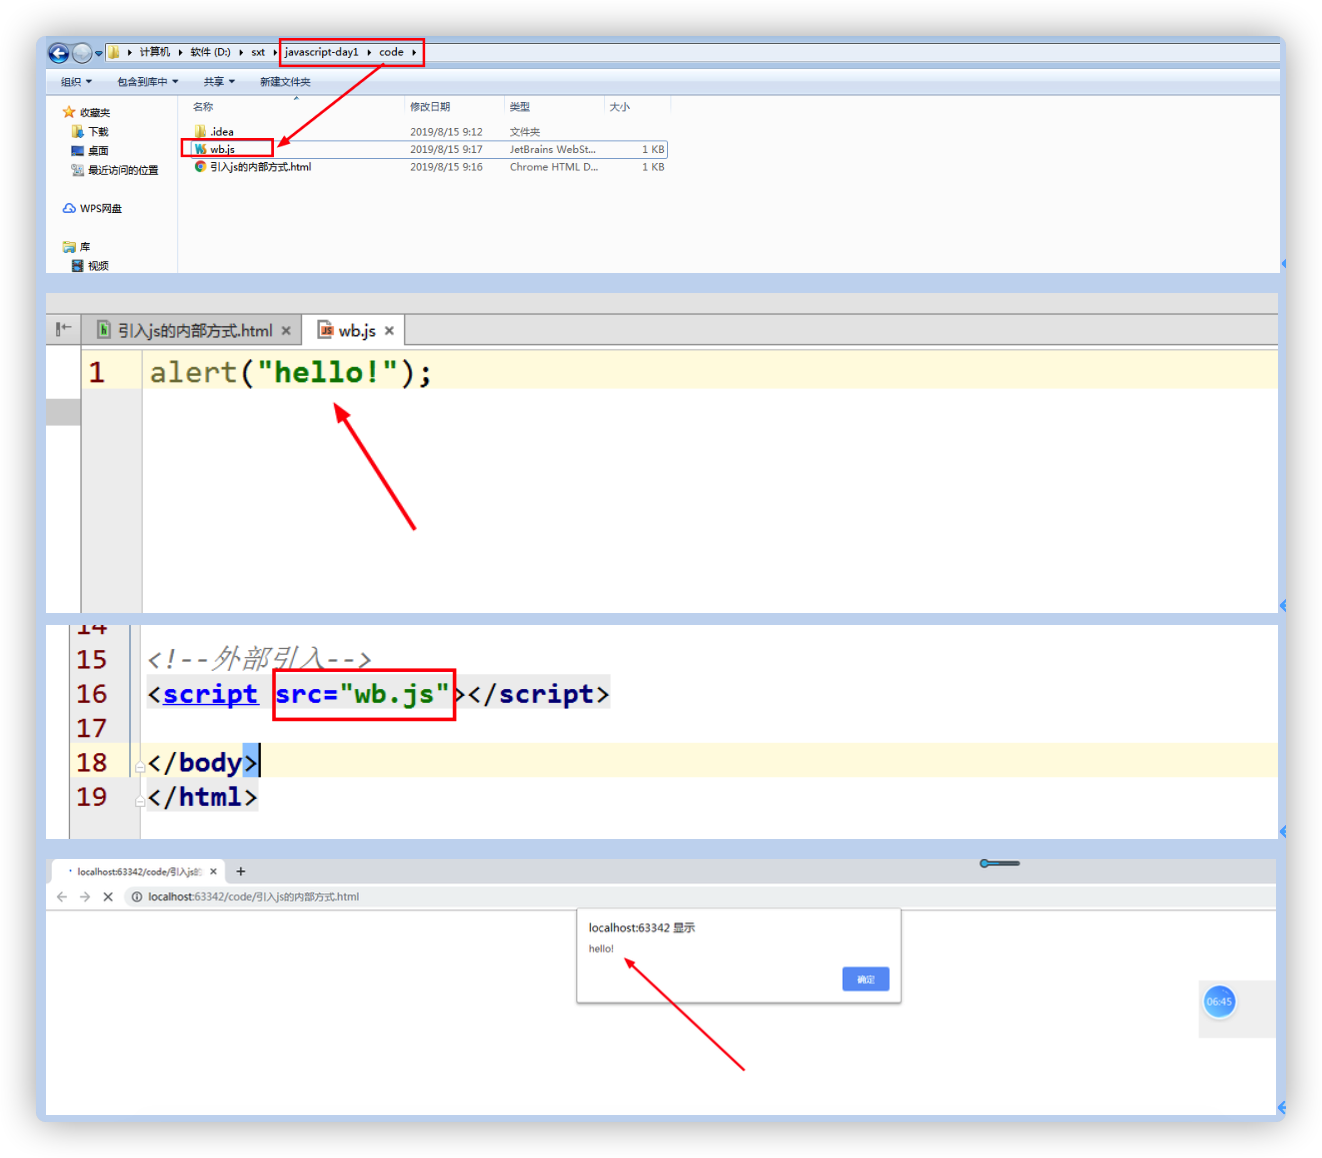 计算机 软件 (D:) sxt javascript-day1 code
组织 包含到库中 共享 新建文件夹
名称 修改日期 类型 大小
收藏夹
下载
桌面
最近访问的位置
WPS网盘
库
视频
.idea 2019/8/15 9:12 文件夹
wb.js 2019/8/15 9:17 JetBrains WebSt... 1 KB
引入js的内部方式.html 2019/8/15 9:16 Chrome HTML D... 1 KB
引入js的内部方式.html wb.js
1 alert("hello!");
14
15 <!--外部引入-->
16 <script src="wb.js"></script>
17
18 </body>
19 </html>
localhost:63342/code/引入js的
localhost:63342/code/引入js的内部方式.html
localhost:63342 显示
hello!
确定
06:45